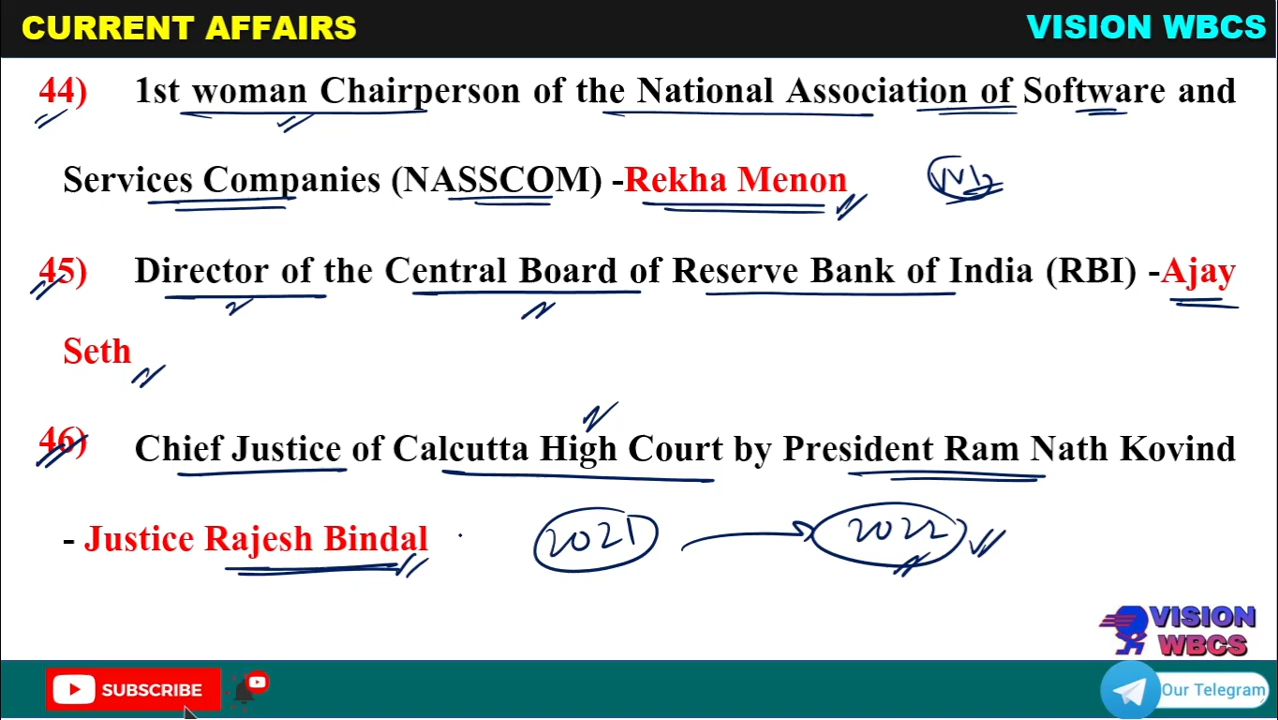 CURRENT AFFAIRS
VISION WBCS
44) 1st woman Chairperson of the National Association of Software and
Services Companies (NASSCOM) -Rekha Menon
45) Director of the Central Board of Reserve Bank of India (RBI) -Ajay
Seth
46) Chief Justice of Calcutta High Court by President Ram Nath Kovind
- Justice Rajesh Bindal
2021 2022
VISION
WBCS
SUBSCRIBE
Our Telegram